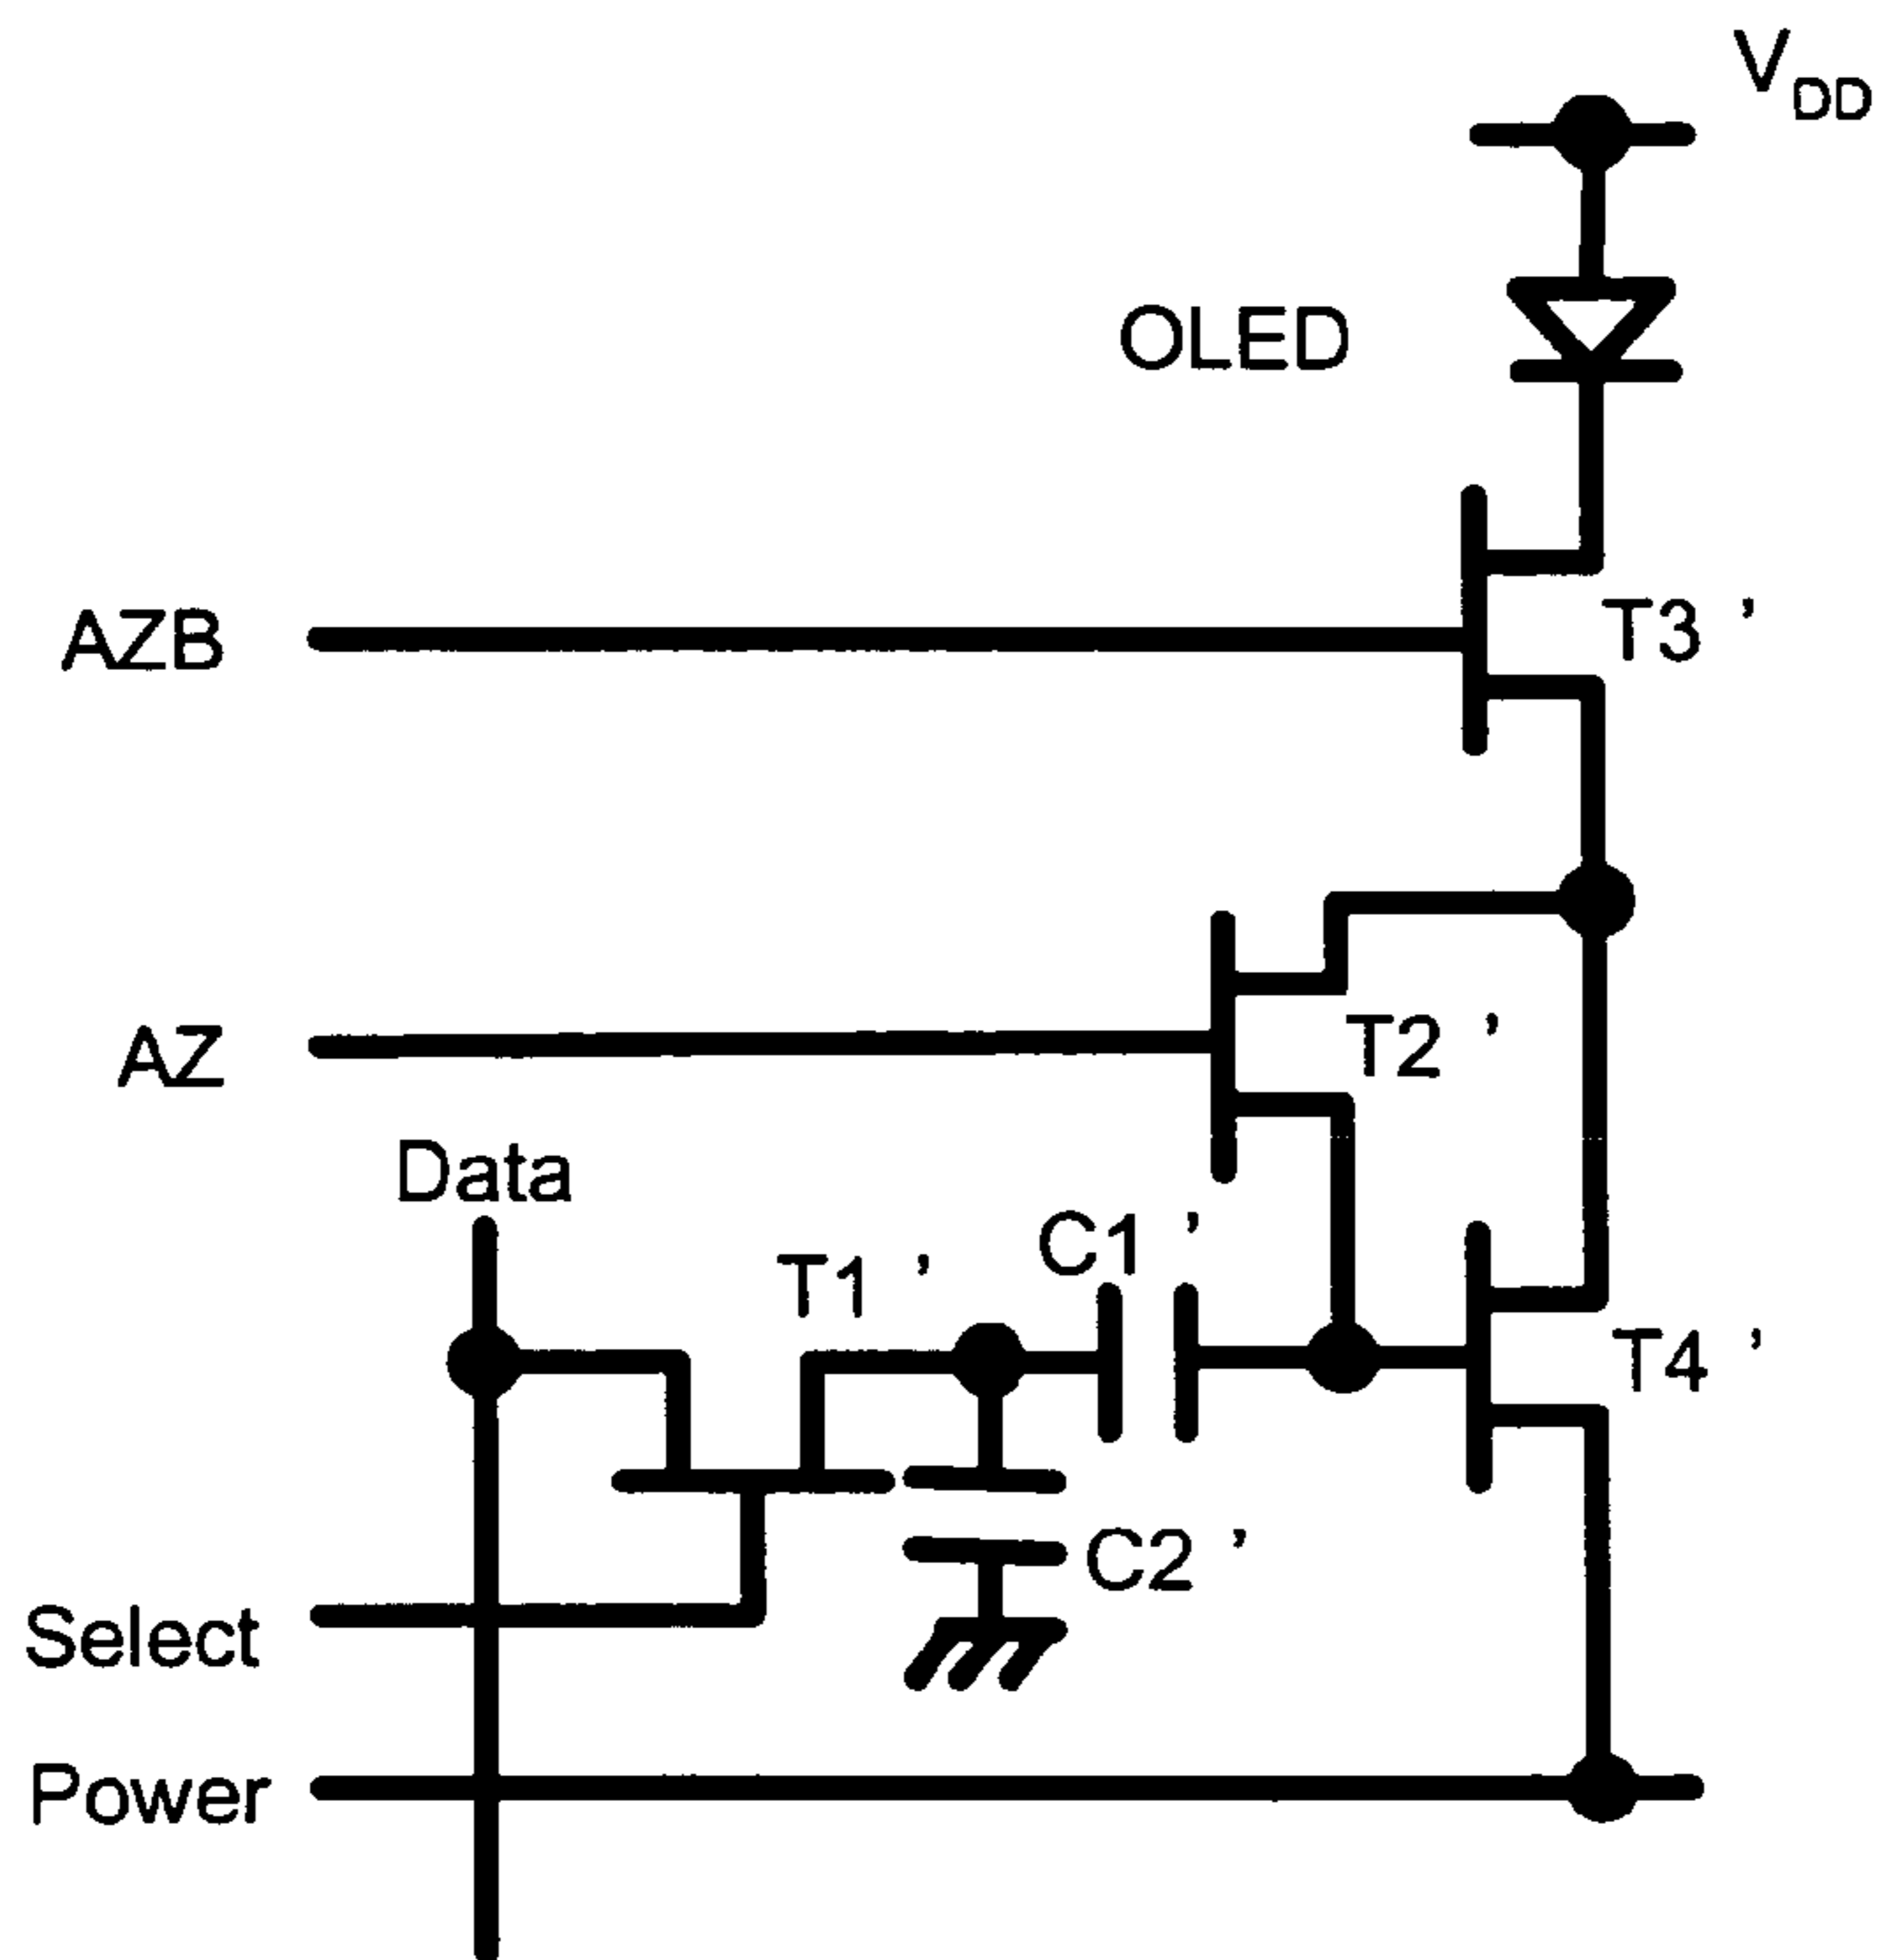 VDD
OLED
AZB
T3 '
AZ
T2 '
Data
C1 '
T1 '
T4 '
C2 '
Select
Power